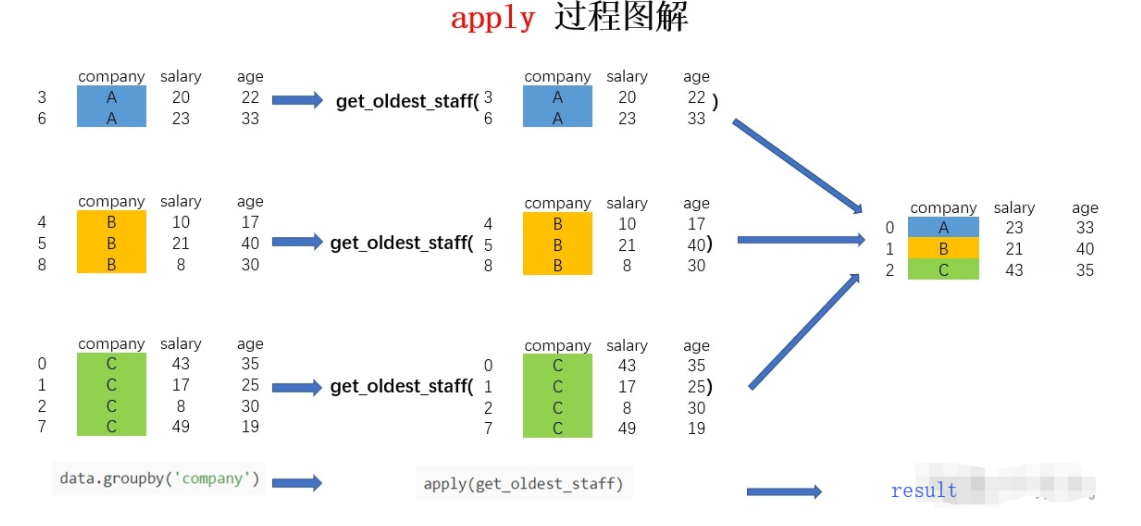 apply 过程图解
company salary age company salary age
3 A 20 22 get_oldest_staff( 3 A 20 22 )
6 A 23 33 6 A 23 33
company salary age company salary age
4 B 10 17 4 B 10 17
5 B 21 40 get_oldest_staff( 5 B 21 40)
8 B 8 30 8 B 8 30
company salary age
0 A 23 33
1 B 21 40
2 C 43 35
company salary age company salary age
0 C 43 35 0 C 43 35
1 C 17 25 get_oldest_staff( 1 C 17 25)
2 C 8 30 2 C 8 30
7 C 49 19 7 C 49 19
data.groupby('company') apply(get_oldest_staff) result